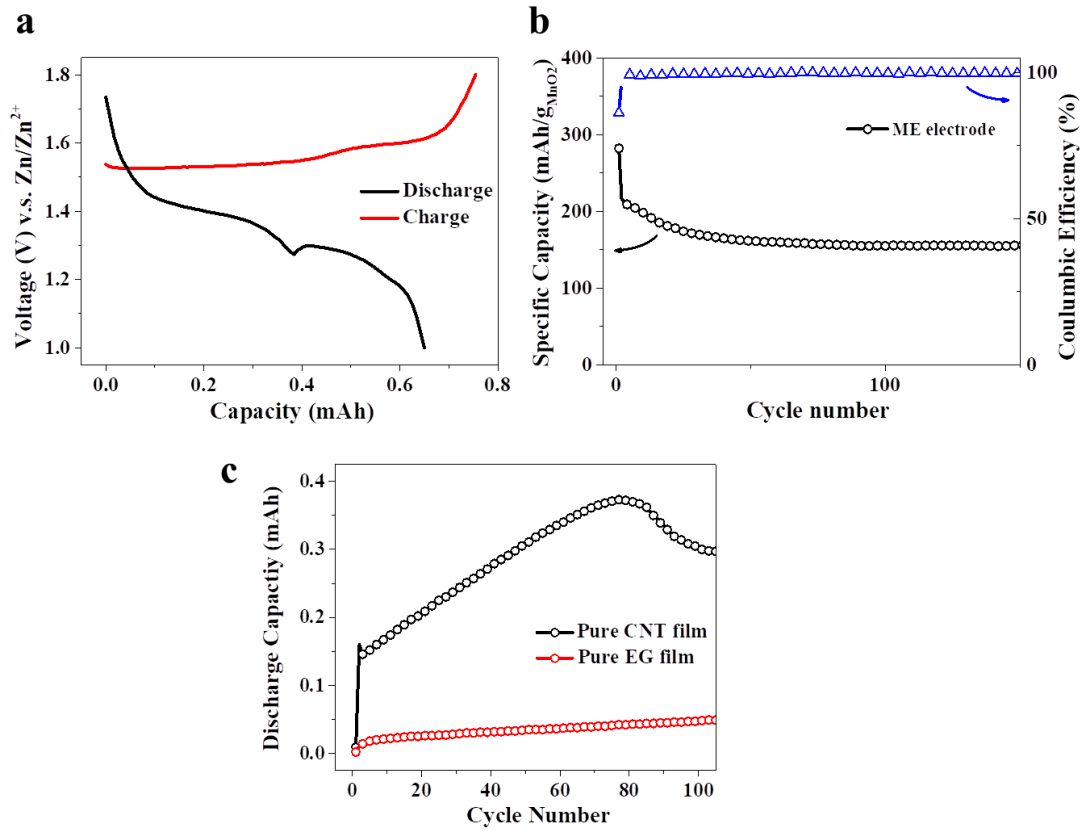 a
1.8
1.6
1.4
1.2
1.0
Voltage (V) v.s. Zn/Zn2+
Discharge
Charge
0.0 0.2 0.4 0.6 0.8
Capacity (mAh)
b
400
300
200
100
0
Specific Capacity (mAh/gMnO2)
ME electrode
100
50
0
Coulumbic Efficiency (%)
0 100
Cycle number
c
0.4
0.3
0.2
0.1
0.0
Discharge Capactiy (mAh)
Pure CNT film
Pure EG film
0 20 40 60 80 100
Cycle Number